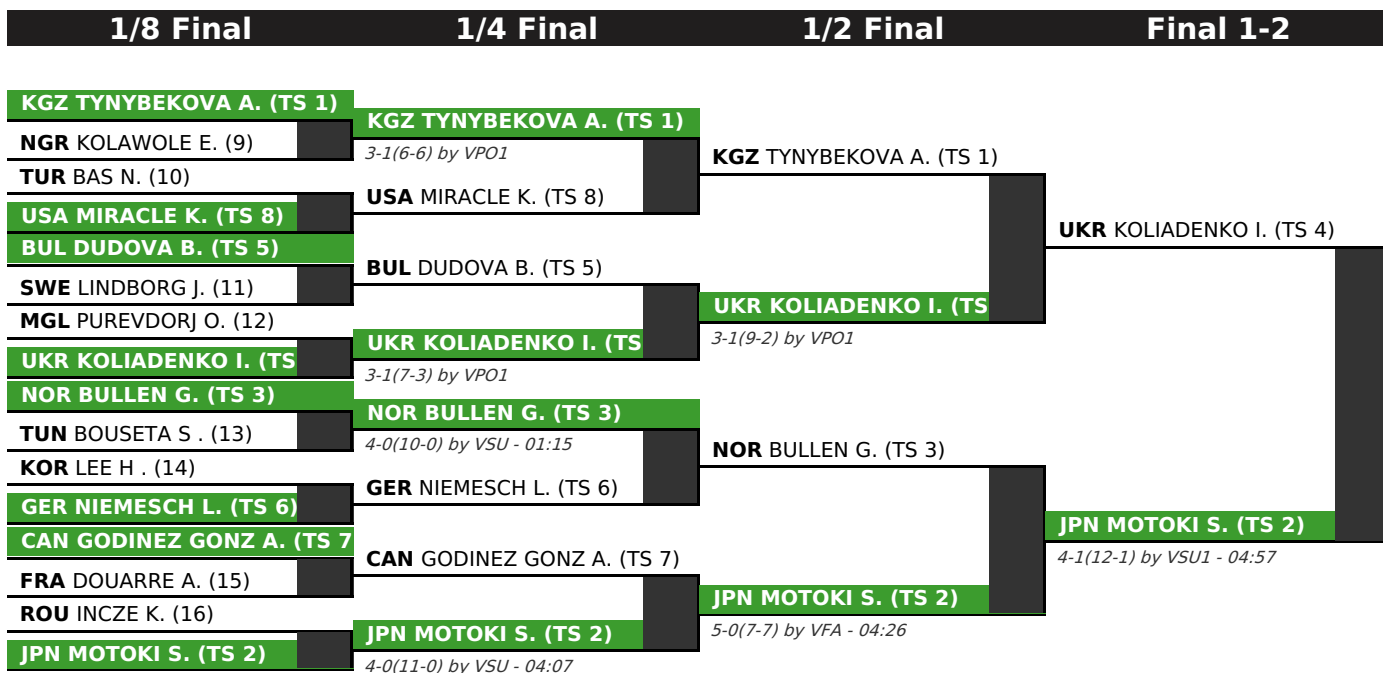 1/8 Final
1/4 Final
1/2 Final
Final 1-2
KGZ TYNYBEKOVA A. (TS 1)
NGR KOLAWOLE E. (9)
TUR BAS N. (10)
USA MIRACLE K. (TS 8)
BUL DUDOVA B. (TS 5)
SWE LINDBORG J. (11)
MGL PUREVDORJ O. (12)
UKR KOLIADENKO I. (TS
NOR BULLEN G. (TS 3)
TUN BOUSETA S . (13)
KOR LEE H . (14)
GER NIEMESCH L. (TS 6)
CAN GODINEZ GONZ A. (TS 7
FRA DOUARRE A. (15)
ROU INCZE K. (16)
JPN MOTOKI S. (TS 2)
KGZ TYNYBEKOVA A. (TS 1)
3-1(6-6) by VPO1
USA MIRACLE K. (TS 8)
BUL DUDOVA B. (TS 5)
UKR KOLIADENKO I. (TS
3-1(7-3) by VPO1
NOR BULLEN G. (TS 3)
4-0(10-0) by VSU - 01:15
GER NIEMESCH L. (TS 6)
CAN GODINEZ GONZ A. (TS 7)
JPN MOTOKI S. (TS 2)
4-0(11-0) by VSU - 04:07
KGZ TYNYBEKOVA A. (TS 1)
UKR KOLIADENKO I. (TS
3-1(9-2) by VPO1
NOR BULLEN G. (TS 3)
JPN MOTOKI S. (TS 2)
5-0(7-7) by VFA - 04:26
UKR KOLIADENKO I. (TS 4)
JPN MOTOKI S. (TS 2)
4-1(12-1) by VSU1 - 04:57